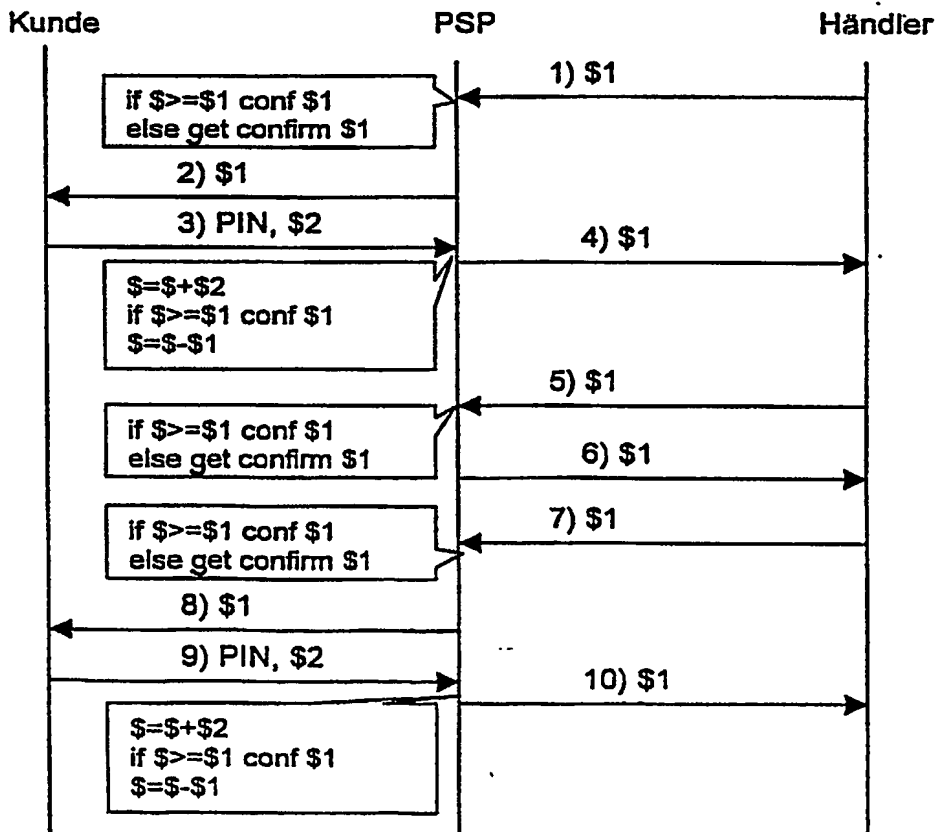 Kunde PSP Händler
1) $1
if $>=$1 conf $1
else get confirm $1
2) $1
3) PIN, $2
4) $1
$=$+$2
if $>=$1 conf $1
$=$-$1
5) $1
if $>=$1 conf $1
else get confirm $1
6) $1
7) $1
if $>=$1 conf $1
else get confirm $1
8) $1
9) PIN, $2
10) $1
$=$+$2
if $>=$1 conf $1
$=$-$1